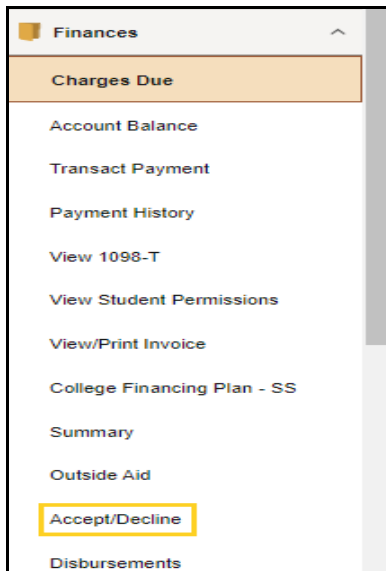 Finances
Charges Due
Account Balance
Transact Payment
Payment History
View 1098-T
View Student Permissions
View/Print Invoice
College Financing Plan - SS
Summary
Outside Aid
Accept/Decline
Disbursements